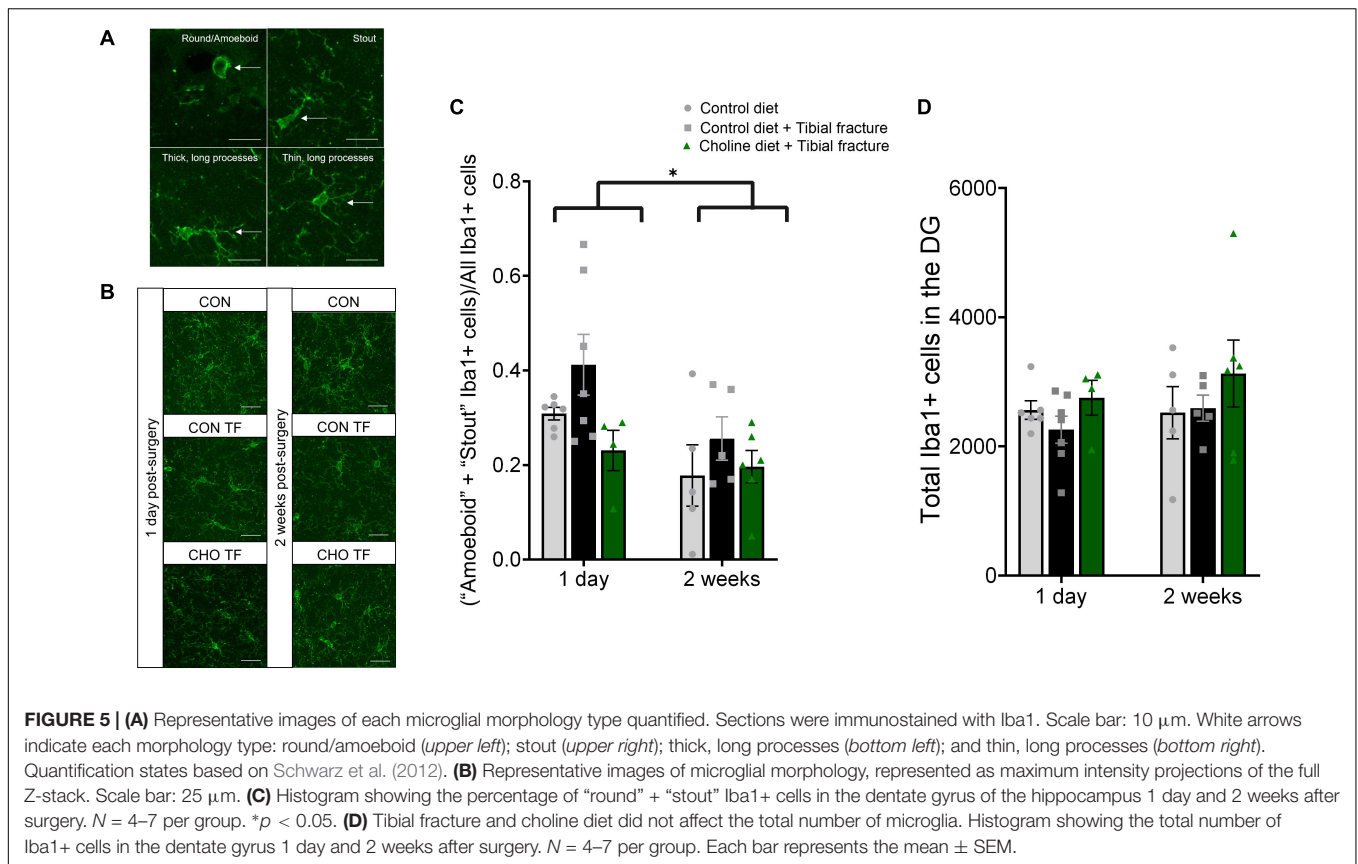 A
Round/Amoeboid
Stout
Thick, long processes
Thin, long processes
B
1 day post-surgery
CON
CON TF
CHO TF
2 weeks post-surgery
CON
CON TF
CHO TF
C
Control diet
Control diet + Tibial fracture
Choline diet + Tibial fracture
("Amoeboid" + "Stout" Iba1+ cells)/All Iba1+ cells
0.8
0.6
0.4
0.2
0.0
*
1 day
2 weeks
D
Total Iba1+ cells in the DG
6000
4000
2000
0
1 day
2 weeks
FIGURE 5 | (A) Representative images of each microglial morphology type quantified. Sections were immunostained with Iba1. Scale bar: 10 μm. White arrows
indicate each morphology type: round/amoeboid (upper left); stout (upper right); thick, long processes (bottom left); and thin, long processes (bottom right).
Quantification states based on Schwarz et al. (2012). (B) Representative images of microglial morphology, represented as maximum intensity projections of the full
Z-stack. Scale bar: 25 μm. (C) Histogram showing the percentage of “round” + “stout” Iba1+ cells in the dentate gyrus of the hippocampus 1 day and 2 weeks after
surgery. N = 4–7 per group. *p < 0.05. (D) Tibial fracture and choline diet did not affect the total number of microglia. Histogram showing the total number of
Iba1+ cells in the dentate gyrus 1 day and 2 weeks after surgery. N = 4–7 per group. Each bar represents the mean ± SEM.